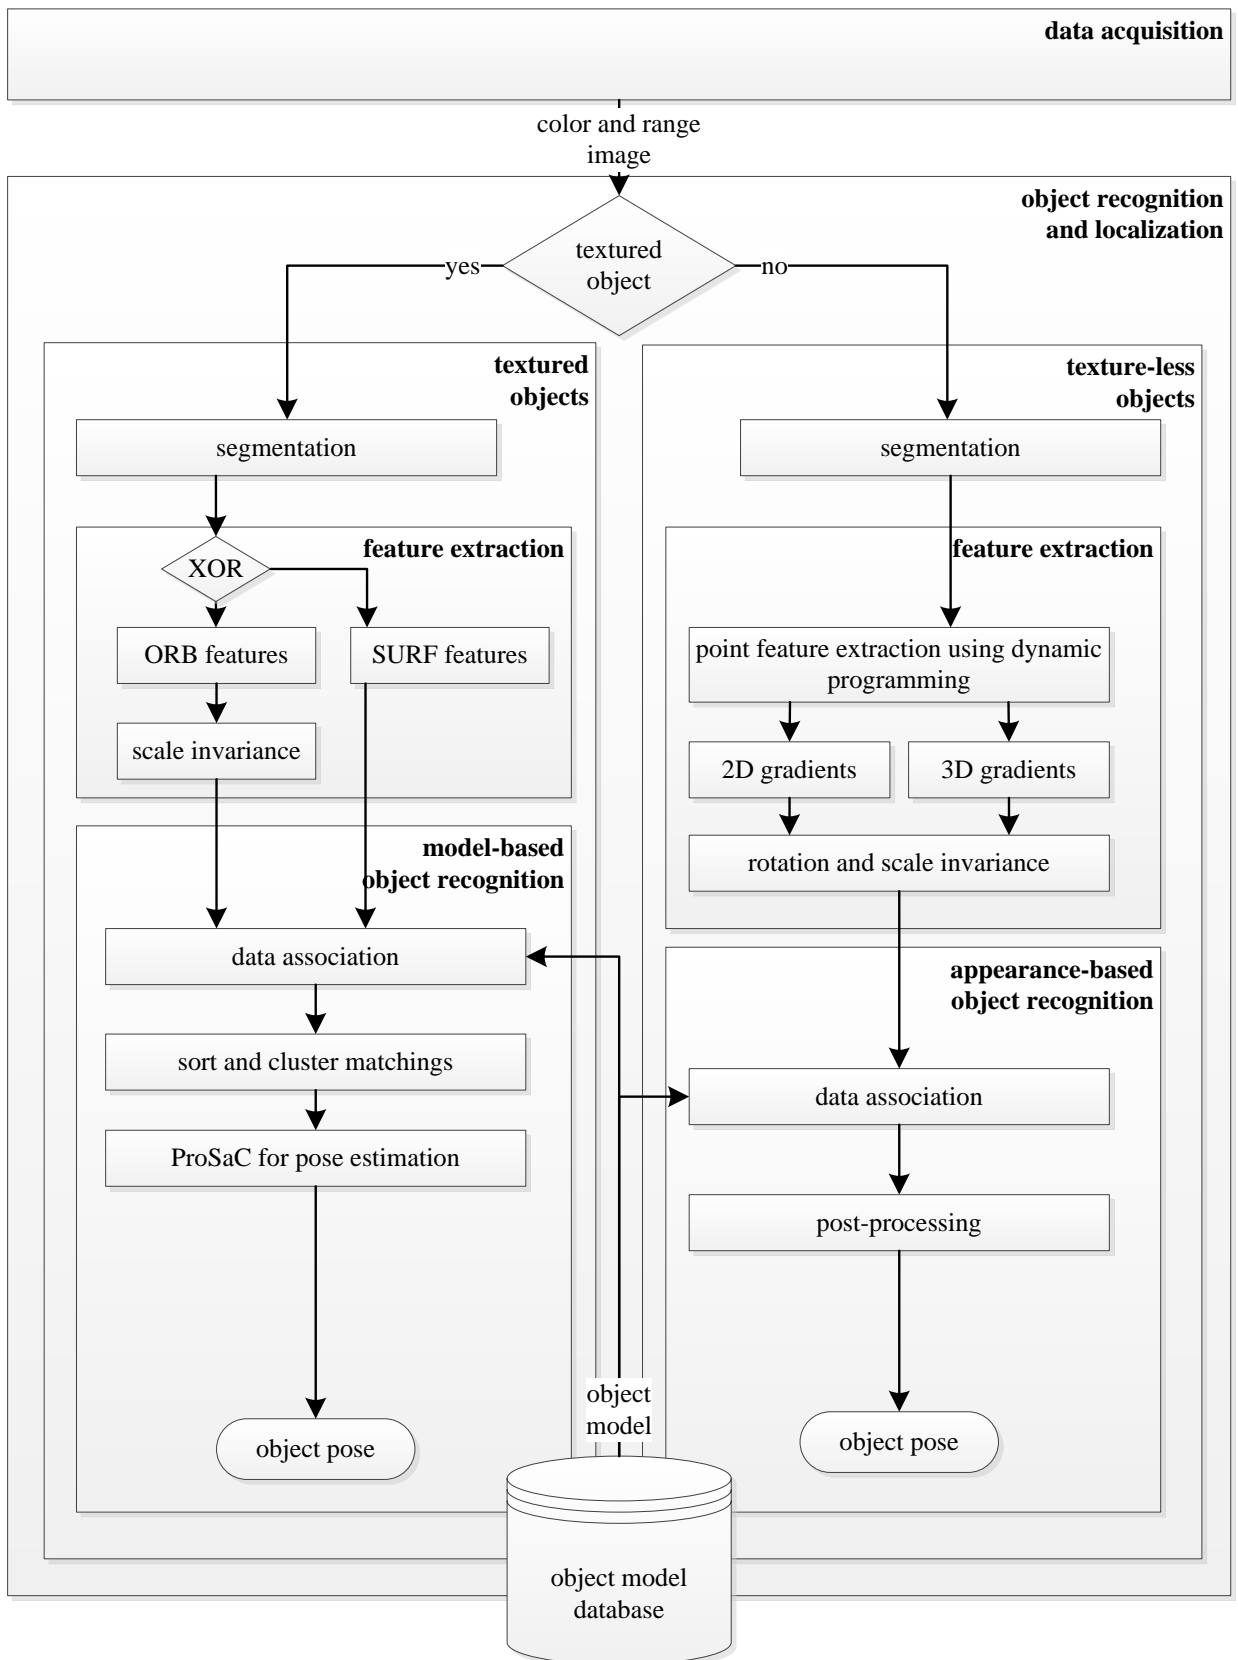 data acquisition
color and range
image
object recognition
and localization
textured
object
yes
no
textured
objects
segmentation
feature extraction
XOR
ORB features
SURF features
scale invariance
model-based
object recognition
data association
sort and cluster matchings
ProSaC for pose estimation
object pose
texture-less
objects
segmentation
feature extraction
point feature extraction using dynamic
programming
2D gradients
3D gradients
rotation and scale invariance
appearance-based
object recognition
data association
post-processing
object pose
object
model
object model
database